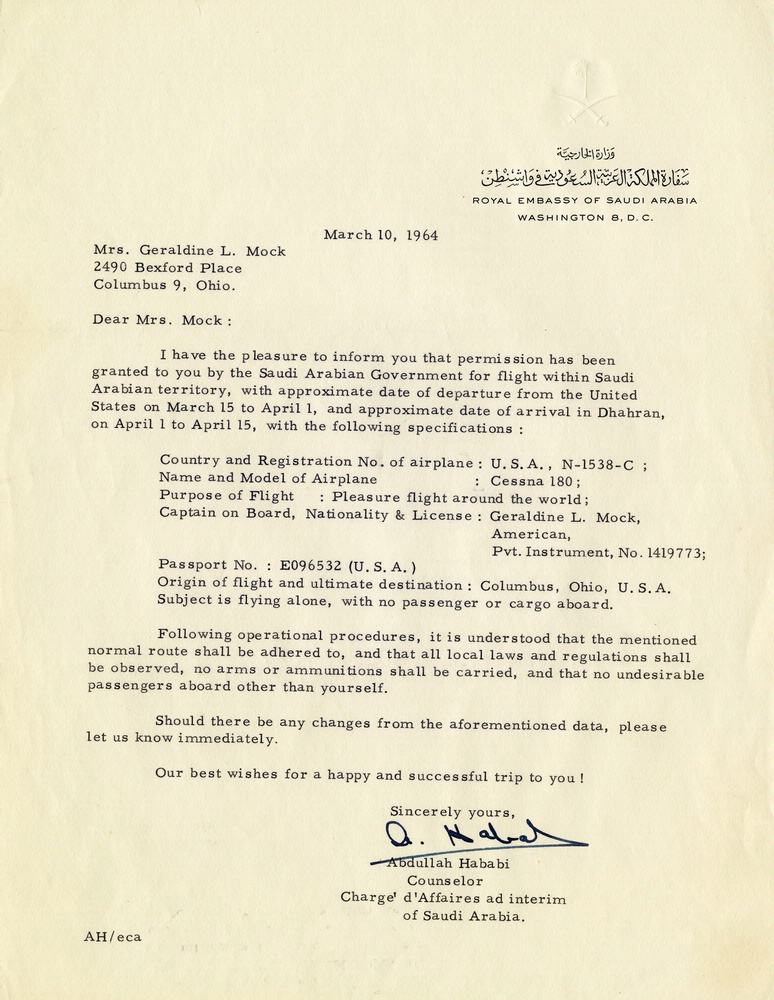 وزارة الخارجية
سفارة المملكة العربية السعودية في واشنطن
ROYAL EMBASSY OF SAUDI ARABIA
WASHINGTON 8, D. C.
March 10, 1964
Mrs. Geraldine L. Mock
2490 Bexford Place
Columbus 9, Ohio.
Dear Mrs. Mock :
I have the pleasure to inform you that permission has been
granted to you by the Saudi Arabian Government for flight within Saudi
Arabian territory, with approximate date of departure from the United
States on March 15 to April 1, and approximate date of arrival in Dhahran,
on April 1 to April 15, with the following specifications :
Country and Registration No. of airplane : U. S. A. , N-1538-C ;
Name and Model of Airplane : Cessna 180 ;
Purpose of Flight : Pleasure flight around the world ;
Captain on Board, Nationality & License : Geraldine L. Mock,
American,
Pvt. Instrument, No. 1419773;
Passport No. : E096532 (U. S. A. )
Origin of flight and ultimate destination : Columbus, Ohio, U. S. A.
Subject is flying alone, with no passenger or cargo aboard.
Following operational procedures, it is understood that the mentioned
normal route shall be adhered to, and that all local laws and regulations shall
be observed, no arms or ammunitions shall be carried, and that no undesirable
passengers aboard other than yourself.
Should there be any changes from the aforementioned data, please
let us know immediately.
Our best wishes for a happy and successful trip to you !
Sincerely yours,
A. Hababi
Abdullah Hababi
Counselor
Charge' d'Affaires ad interim
of Saudi Arabia.
AH/eca